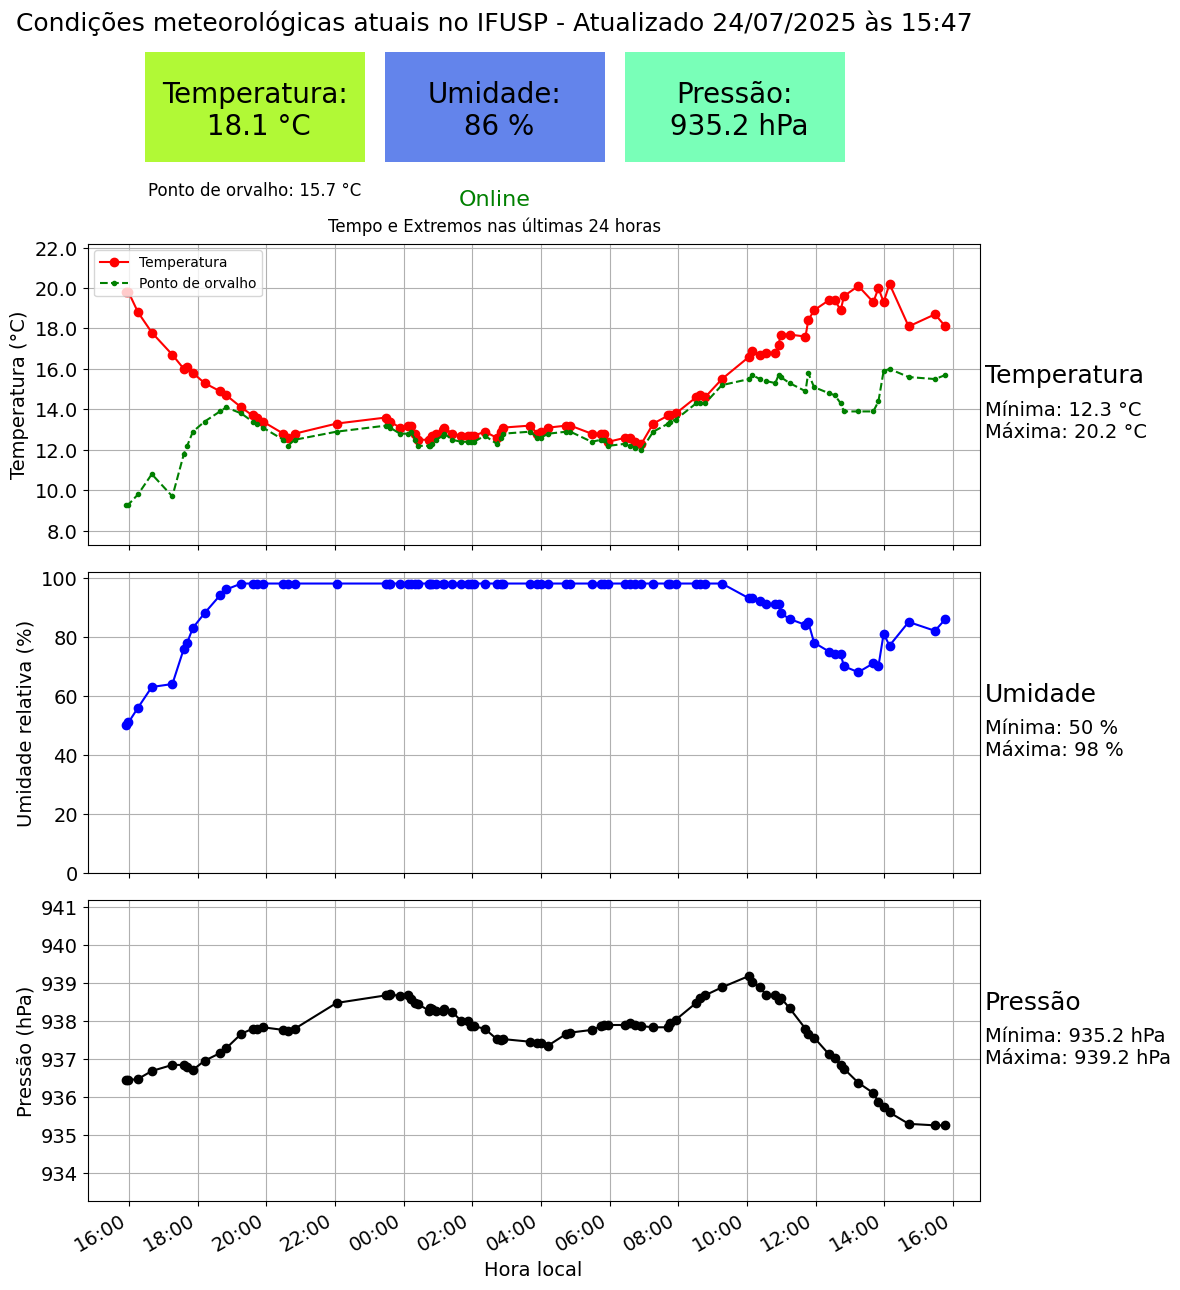 Condições meteorológicas atuais no IFUSP - Atualizado 24/07/2025 às 15:47
Temperatura:
18.1 °C
Umidade:
86 %
Pressão:
935.2 hPa
Ponto de orvalho: 15.7 °C
Online
Tempo e Extremos nas últimas 24 horas
Temperatura (°C)
22.0
20.0
18.0
16.0
14.0
12.0
10.0
8.0
Temperatura
Ponto de orvalho
Temperatura
Mínima: 12.3 °C
Máxima: 20.2 °C
Umidade relativa (%)
100
80
60
40
20
0
Umidade
Mínima: 50 %
Máxima: 98 %
Pressão (hPa)
941
940
939
938
937
936
935
934
Pressão
Mínima: 935.2 hPa
Máxima: 939.2 hPa
16:00
18:00
20:00
22:00
00:00
02:00
04:00
06:00
08:00
10:00
12:00
14:00
16:00
Hora local